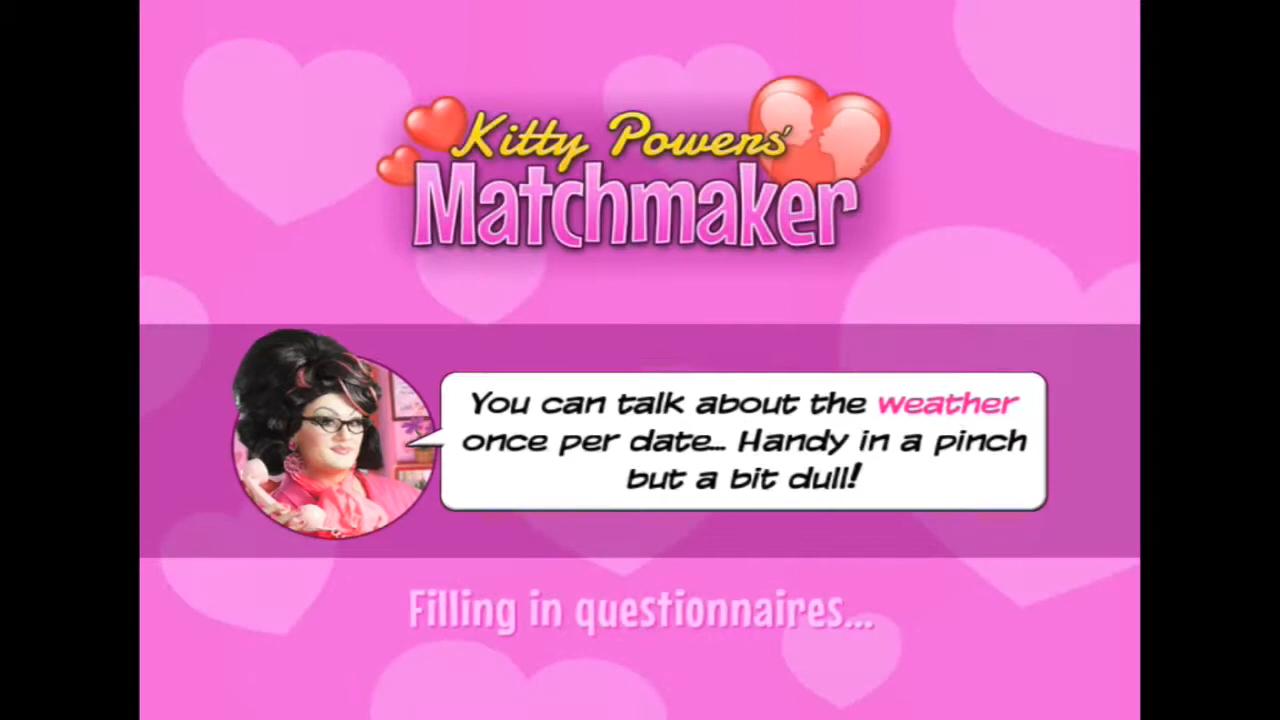 Kitty Powers'
Matchmaker
You can talk about the weather
once per date... Handy in a pinch
but a bit dull!
Filling in questionnaires...